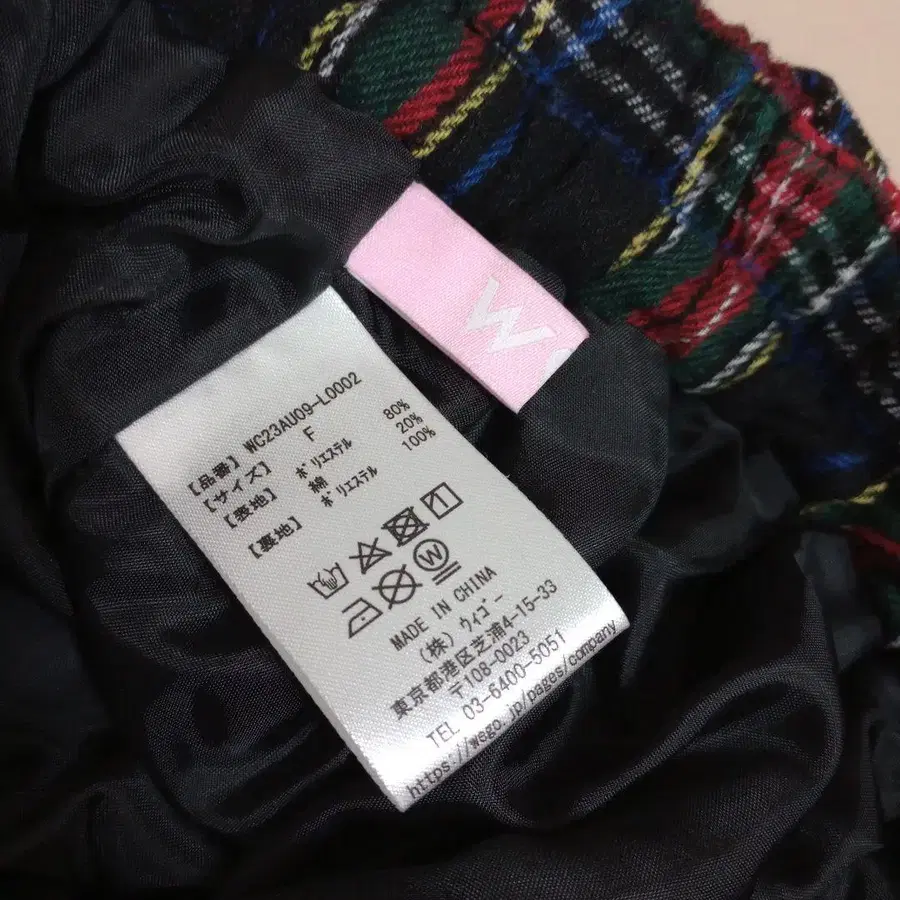 W
【品番】 WC23AU09-L0002
【サイズ】 F
【表地】 ポリエステル 80%
綿 20%
【裏地】 ポリエステル 100%
W
MADE IN CHINA
(株) ウィゴー
東京都港区芝浦4-15-33
〒108-0023
TEL 03-6400-5051
https://wego.jp/pages/company